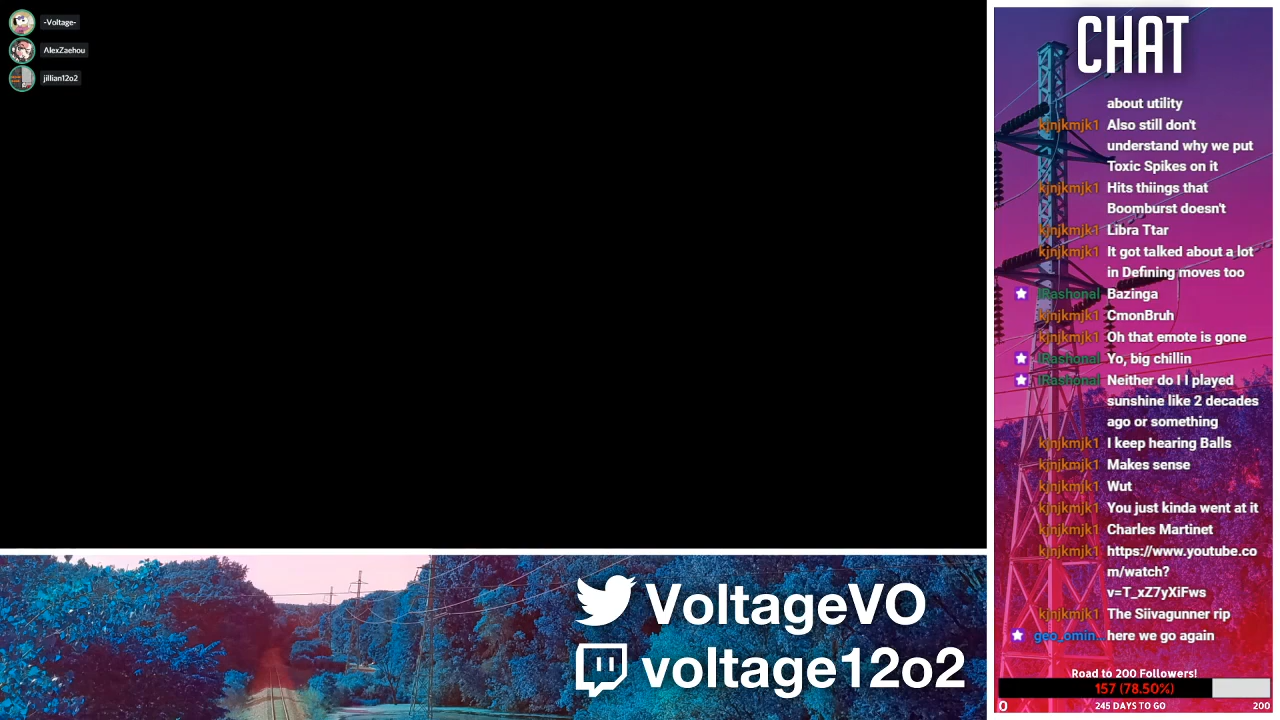 -Voltage-
AlexZaehou
jillian12o2
CHAT
about utility
kjnjkmjk1 Also still don't
understand why we put
Toxic Spikes on it
kjnjkmjk1 Hits thiings that
Boomburst doesn't
kjnjkmjk1 Libra Ttar
kjnjkmjk1 It got talked about a lot
in Defining moves too
IRashonal Bazinga
kjnjkmjk1 CmonBruh
kjnjkmjk1 Oh that emote is gone
IRashonal Yo, big chillin
IRashonal Neither do I I played
sunshine like 2 decades
ago or something
kjnjkmjk1 I keep hearing Balls
kjnjkmjk1 Makes sense
kjnjkmjk1 Wut
kjnjkmjk1 You just kinda went at it
kjnjkmjk1 Charles Martinet
kjnjkmjk1 https://www.youtube.co
m/watch?
v=T_xZ7yXiFws
kjnjkmjk1 The Siivagunner rip
geo_omin... here we go again
Road to 200 Followers!
157 (78.50%)
0 245 DAYS TO GO 200
VoltageVO
voltage12o2